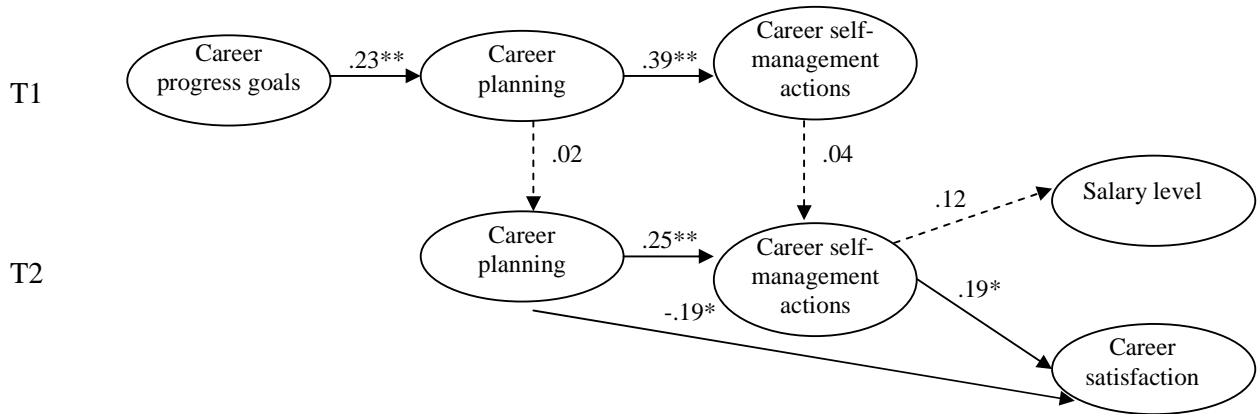 Career
progress goals
.23**
Career
planning
.39**
Career self-
management
actions
T1
.02
.04
Salary level
.12
Career
planning
.25**
Career self-
management
actions
T2
.19*
-.19*
Career
satisfaction